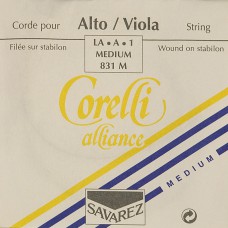 Corde pour Alto / Viola String
Filée sur stabilon LA • A • 1 Wound on stabilon
MEDIUM
831 M
Corelli
alliance
MEDIUM
SAVAREZ